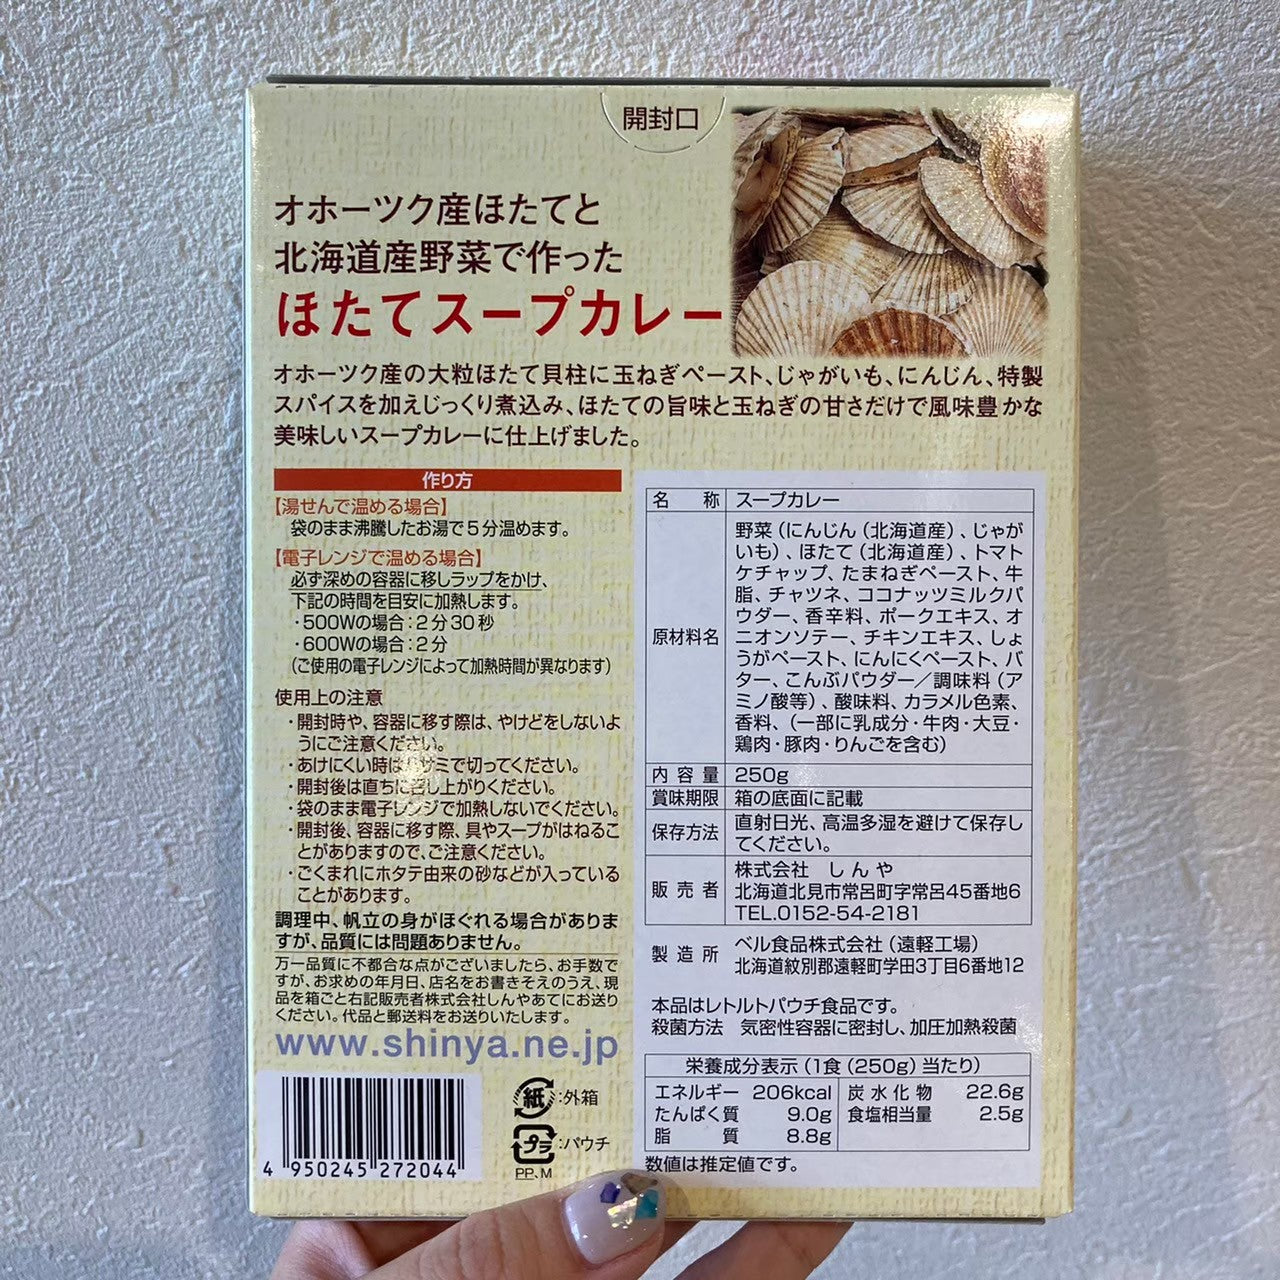 開封口
オホーツク産ほたてと
北海道産野菜で作った
ほたてスープカレー
オホーツク産の大粒ほたて貝柱に玉ねぎペースト、じゃがいも、にんじん、特製
スパイスを加えじっくり煮込み、ほたての旨味と玉ねぎの甘さだけで風味豊かな
美味しいスープカレーに仕上げました。
作り方
【湯せんで温める場合】
袋のまま沸騰したお湯で5分温めます。
【電子レンジで温める場合】
必ず深めの容器に移しラップをかけ、
下記の時間を目安に加熱します。
・500Wの場合:2分30秒
・600Wの場合:2分
(ご使用の電子レンジによって加熱時間が異なります)
使用上の注意
・開封時や、容器に移す際は、やけどをしないよ
うにご注意ください。
・あけにくい時はハサミで切ってください。
・開封後は直ちに召し上がりください。
・袋のまま電子レンジで加熱しないでください。
・開封後、容器に移す際、具やスープがはねるこ
とがありますので、ご注意ください。
・ごくまれにホタテ由来の砂などが入っている
ことがあります。
調理中、帆立の身がほぐれる場合がありま
すが、品質には問題ありません。
万一品質に不都合な点がございましたら、お手数で
すが、お求めの年月日、店名をお書きそえのうえ、現
品を箱ごと右記販売者株式会社しんやあてにお送り
ください。代品と郵送料をお送りいたします。
www.shinya.ne.jp
4 950245 272044
紙:外箱
プラ:パウチ
PP、M
名称 スープカレー
原材料名 野菜(にんじん(北海道産)、じゃが
いも)、ほたて(北海道産)、トマト
ケチャップ、たまねぎペースト、牛
脂、チャツネ、ココナッツミルクパ
ウダー、香辛料、ポークエキス、オ
ニオンソテー、チキンエキス、しょ
うがペースト、にんにくペースト、バ
ター、こんぶパウダー/調味料(ア
ミノ酸等)、酸味料、カラメル色素、
香料、(一部に乳成分・牛肉・大豆・
鶏肉・豚肉・りんごを含む)
内容量 250g
賞味期限 箱の底面に記載
保存方法 直射日光、高温多湿を避けて保存し
てください。
販売者 株式会社 しんや
北海道北見市常呂町字常呂45番地6
TEL.0152-54-2181
製造所 ベル食品株式会社(遠軽工場)
北海道紋別郡遠軽町学田3丁目6番地12
本品はレトルトパウチ食品です。
殺菌方法 気密性容器に密封し、加圧加熱殺菌
栄養成分表示(1食(250g)当たり)
エネルギー 206kcal 炭水化物 22.6g
たんぱく質 9.0g 食塩相当量 2.5g
脂質 8.8g
数値は推定値です。